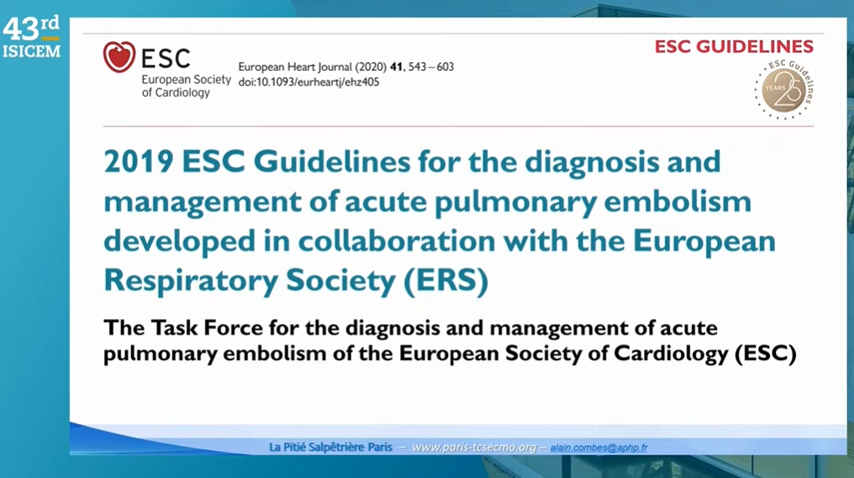 43rd
ISICEM
ESC
European Society
of Cardiology
European Heart Journal (2020) 41, 543–603
doi:10.1093/eurheartj/ehz405
ESC GUIDELINES
ESC Guidelines
YEARS 25
2019 ESC Guidelines for the diagnosis and
management of acute pulmonary embolism
developed in collaboration with the European
Respiratory Society (ERS)
The Task Force for the diagnosis and management of acute
pulmonary embolism of the European Society of Cardiology (ESC)
La Pitié Salpêtrière Paris – www.paris-tcsecmo.org – alain.combes@aphp.fr